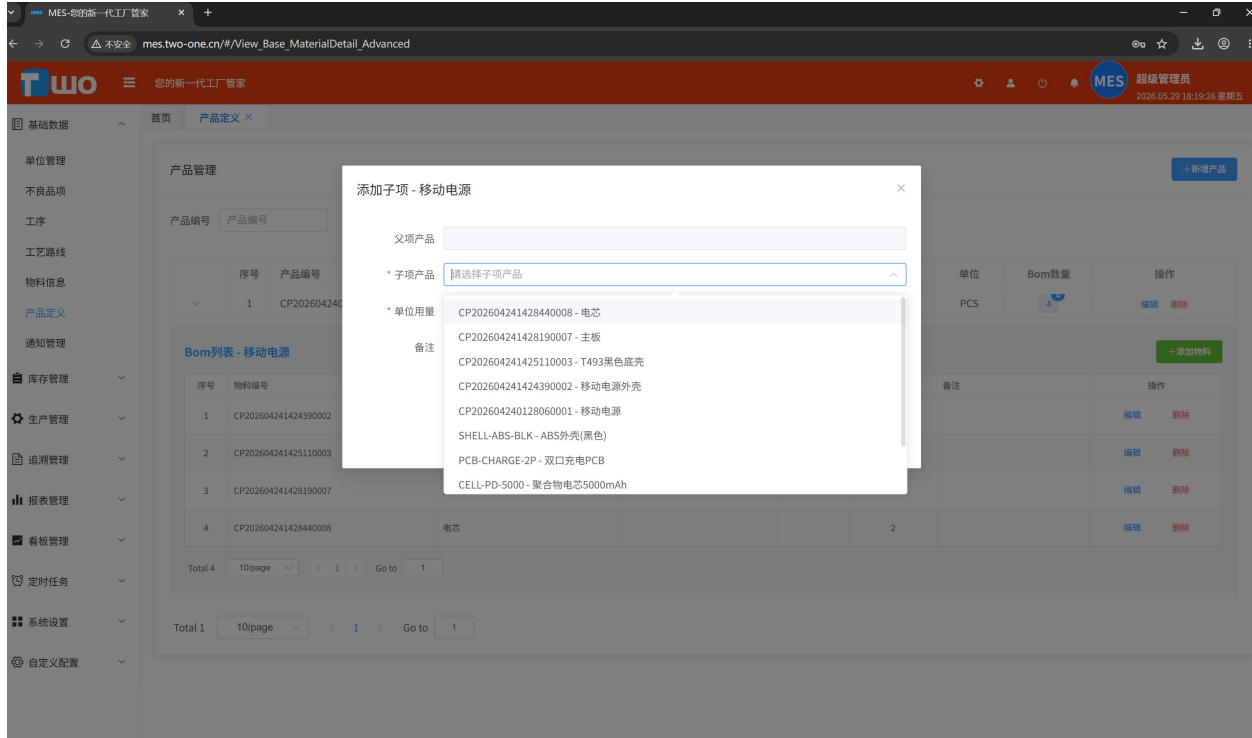 MES-您的新一代工厂管家
不安全 mes.two-one.cn/#/View_Base_MaterialDetail_Advanced
TWO 您的新一代工厂管家 MES 超级管理员
2026.05.29 18:19:26 星期五
基础数据
首页 产品定义
单位管理
不良品项
工序
工艺路线
物料信息
产品定义
通知管理
库存管理
生产管理
追溯管理
报表管理
看板管理
定时任务
系统设置
自定义配置
产品管理 +新增产品
产品编号 产品编号
序号 产品编号 单位 Bom数量 操作
1 CP202604240 PCS 4 4 编辑 删除
Bom列表 - 移动电源 +添加物料
序号 物料编号 备注 操作
1 CP202604241424390002 编辑 删除
2 CP202604241425110003 编辑 删除
3 CP202604241428190007 编辑 删除
4 CP202604241428440008 电芯 2 编辑 删除
Total 4 10/page 1 Go to 1
Total 1 10/page 1 Go to 1
添加子项 - 移动电源
父项产品
* 子项产品 请选择子项产品
* 单位用量
备注
CP202604241428440008 - 电芯
CP202604241428190007 - 主板
CP202604241425110003 - T493黑色底壳
CP202604241424390002 - 移动电源外壳
CP202604240128060001 - 移动电源
SHELL-ABS-BLK - ABS外壳(黑色)
PCB-CHARGE-2P - 双口充电PCB
CELL-PD-5000 - 聚合物电芯5000mAh